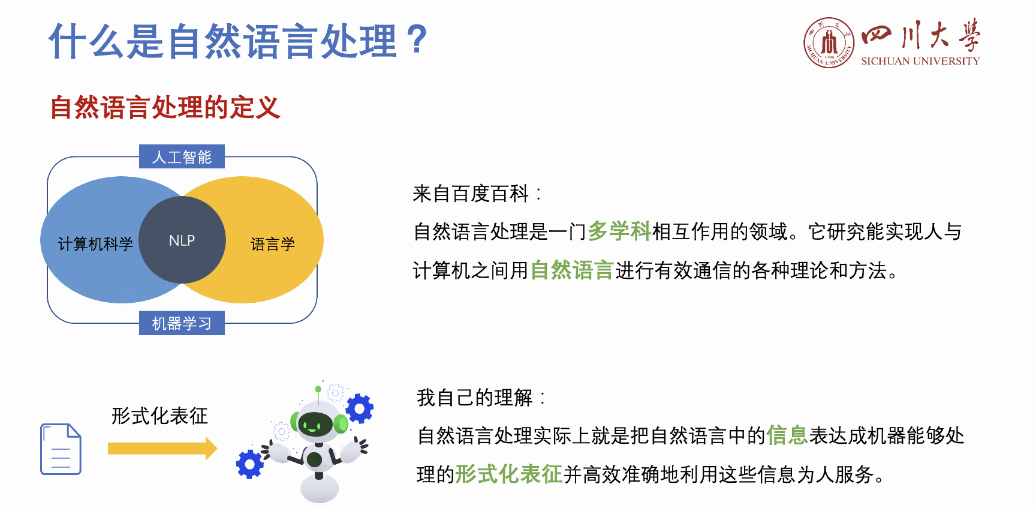 什么是自然语言处理？
四川大學
SICHUAN UNIVERSITY
自然语言处理的定义
人工智能
计算机科学
NLP
语言学
机器学习
来自百度百科：
自然语言处理是一门多学科相互作用的领域。它研究能实现人与
计算机之间用自然语言进行有效通信的各种理论和方法。
形式化表征
我自己的理解：
自然语言处理实际上就是把自然语言中的信息表达成机器能够处
理的形式化表征并高效准确地利用这些信息为人服务。